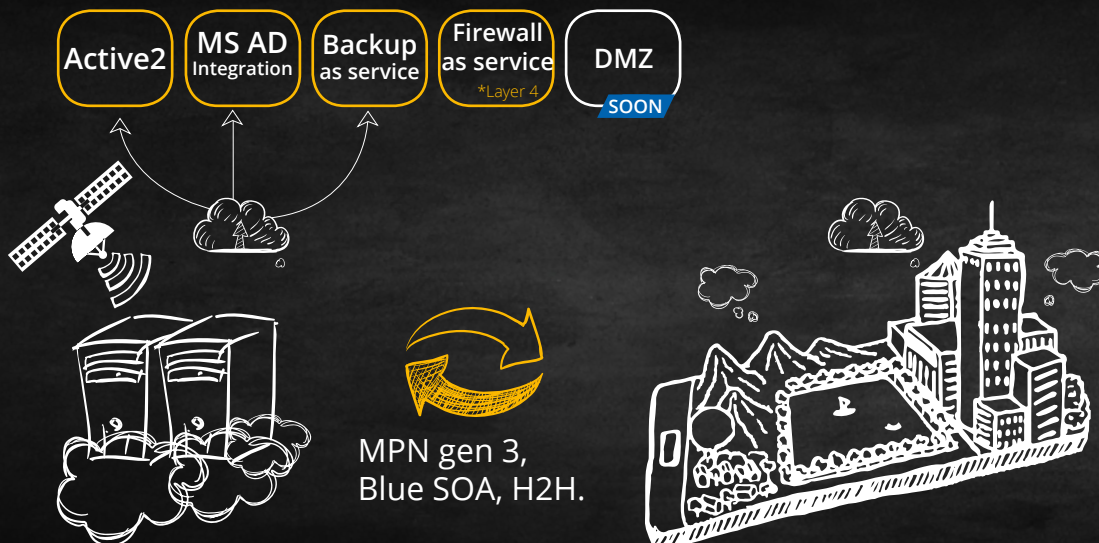 Active2
MS AD
Integration
Backup
as service
Firewall
as service
*Layer 4
DMZ
SOON
MPN gen 3,
Blue SOA, H2H.